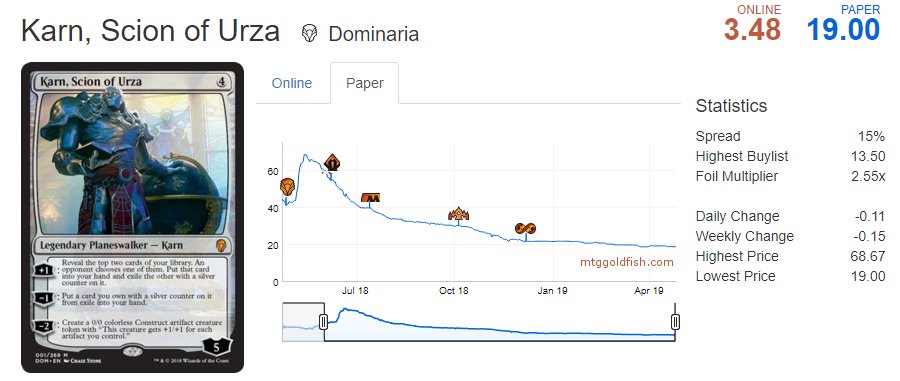 Karn, Scion of Urza Dominaria
ONLINE PAPER
3.48 19.00
Karn, Scion of Urza 4
Legendary Planeswalker — Karn
+1 : Reveal the top two cards of your library. An
opponent chooses one of them. Put that card
into your hand and exile the other with a silver
counter on it.
−1 : Put a card you own with a silver counter on it
from exile into your hand.
−2 : Create a 0/0 colorless Construct artifact creature
token with "This creature gets +1/+1 for each
artifact you control."
5
001/269 M
DOM • EN CHASE STONE
™ & © 2018 Wizards of the Coast
Online Paper
60
40
20
0
Jul 18 Oct 18 Jan 19 Apr 19
mtggoldfish.com
Statistics
Spread 15%
Highest Buylist 13.50
Foil Multiplier 2.55x
Daily Change -0.11
Weekly Change -0.15
Highest Price 68.67
Lowest Price 19.00